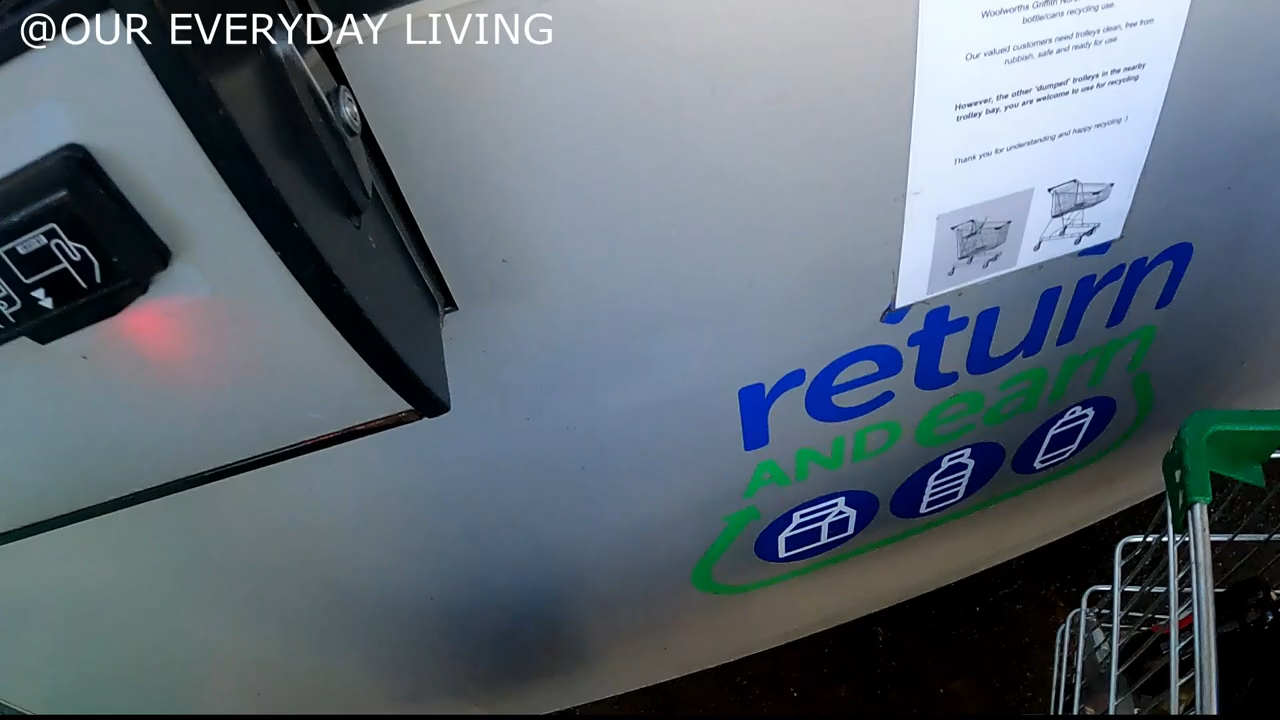 @OUR EVERYDAY LIVING
Woolworths Griffith
bottle/cans recycling use.
Our valued customers need trolleys clean, free from
rubbish, safe and ready for use
However, the other 'dumped' trolleys in the nearby
trolley bay, you are welcome to use for recycling
Thank you for understanding and happy recycling :)
return
AND earn